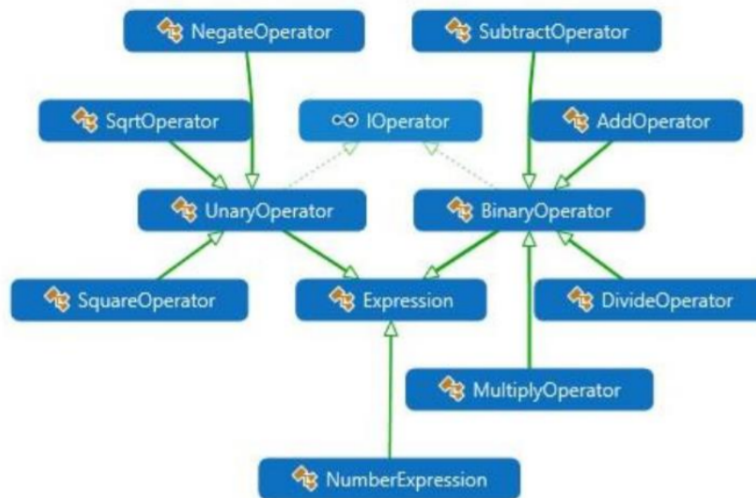 NegateOperator
SubtractOperator
SqrtOperator
IOperator
AddOperator
UnaryOperator
BinaryOperator
SquareOperator
Expression
DivideOperator
MultiplyOperator
NumberExpression